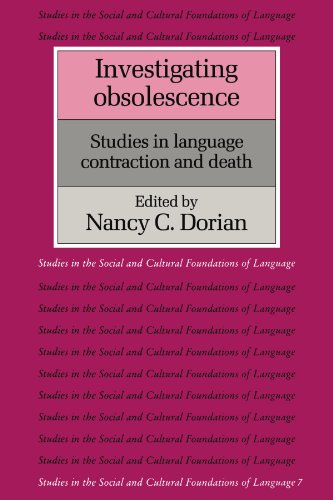 Studies in the Social and Cultural Foundations of Language
Studies in the Social and Cultural Foundations of Language
Investigating
obsolescence
Studies in language
contraction and death
Edited by
Nancy C. Dorian
Studies in the Social and Cultural Foundations of Language
Studies in the Social and Cultural Foundations of Language
Studies in the Social and Cultural Foundations of Language
Studies in the Social and Cultural Foundations of Language
Studies in the Social and Cultural Foundations of Language
Studies in the Social and Cultural Foundations of Language
Studies in the Social and Cultural Foundations of Language
Studies in the Social and Cultural Foundations of Language
Studies in the Social and Cultural Foundations of Language
Studies in the Social and Cultural Foundations of Language
Studies in the Social and Cultural Foundations of Language 7